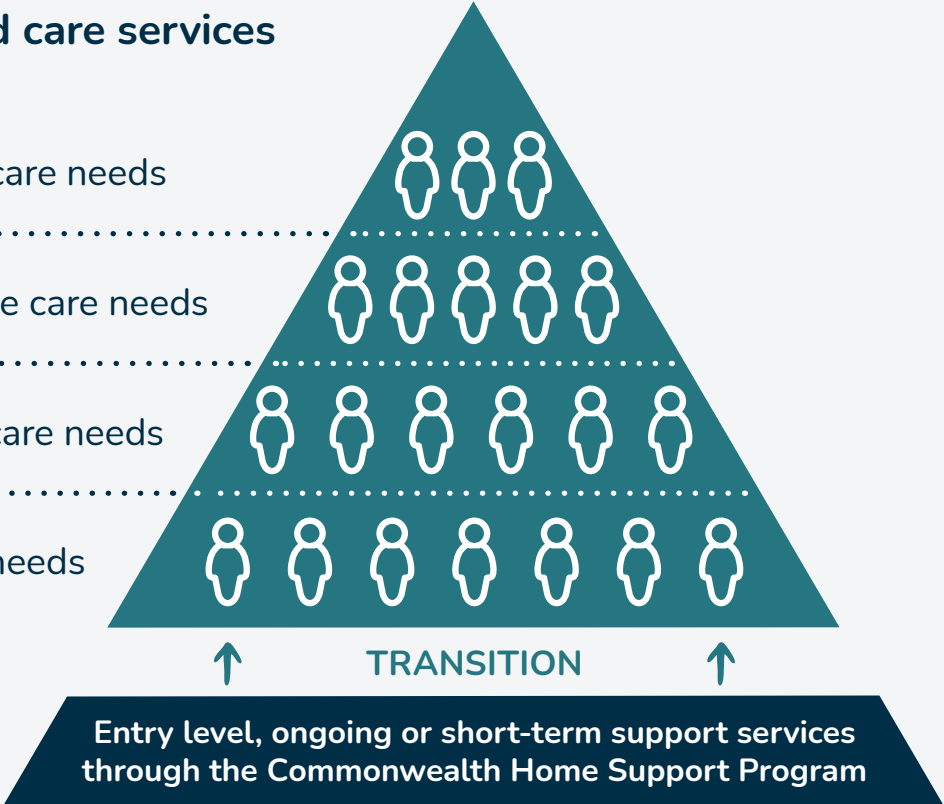 d care services
care needs
e care needs
care needs
needs
TRANSITION
Entry level, ongoing or short-term support services
through the Commonwealth Home Support Program